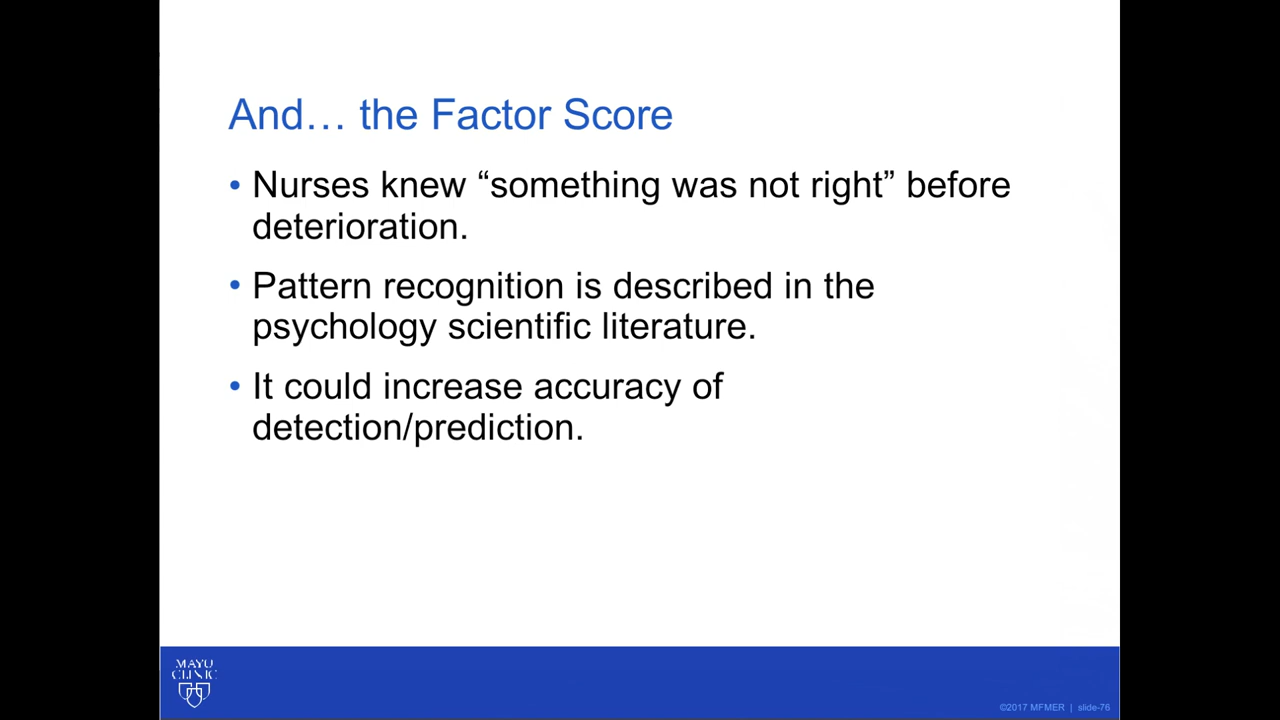 And… the Factor Score
• Nurses knew “something was not right” before
deterioration.
• Pattern recognition is described in the
psychology scientific literature.
• It could increase accuracy of
detection/prediction.
MAYO
CLINIC
©2017 MFMER | slide-76